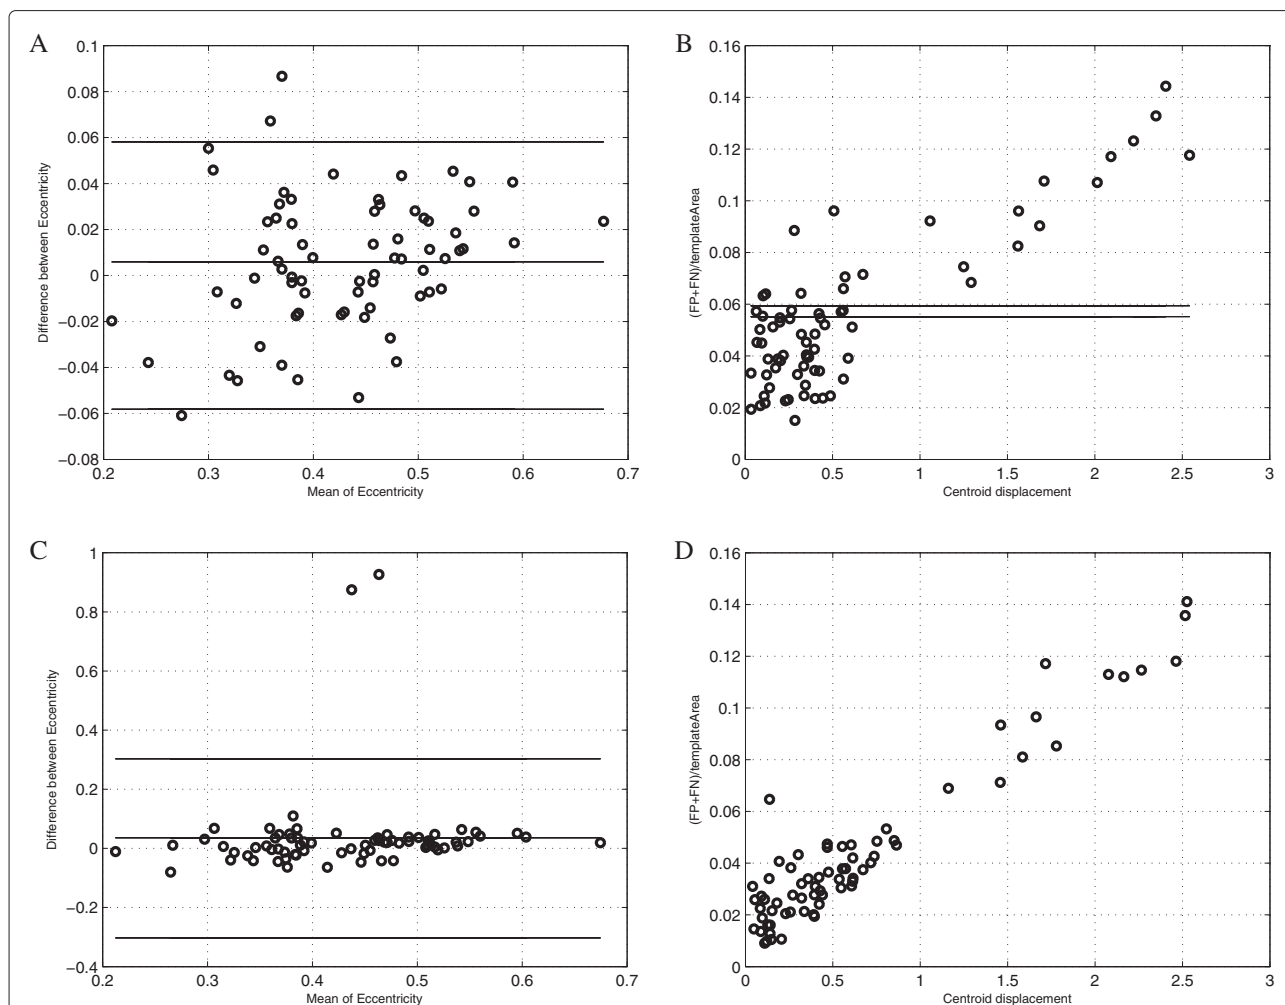 A
0.1
0.08
0.06
0.04
0.02
0
−0.02
−0.04
−0.06
−0.08
0.2 0.3 0.4 0.5 0.6 0.7
Difference between Eccentricity
Mean of Eccentricity
B
0.16
0.14
0.12
0.1
0.08
0.06
0.04
0.02
0
0 0.5 1 1.5 2 2.5 3
(FP+FN)/templateArea
Centroid displacement
C
1
0.8
0.6
0.4
0.2
0
−0.2
−0.4
0.2 0.3 0.4 0.5 0.6 0.7
Difference between Eccentricity
Mean of Eccentricity
D
0.16
0.14
0.12
0.1
0.08
0.06
0.04
0.02
0
0 0.5 1 1.5 2 2.5 3
(FP+FN)/templateArea
Centroid displacement